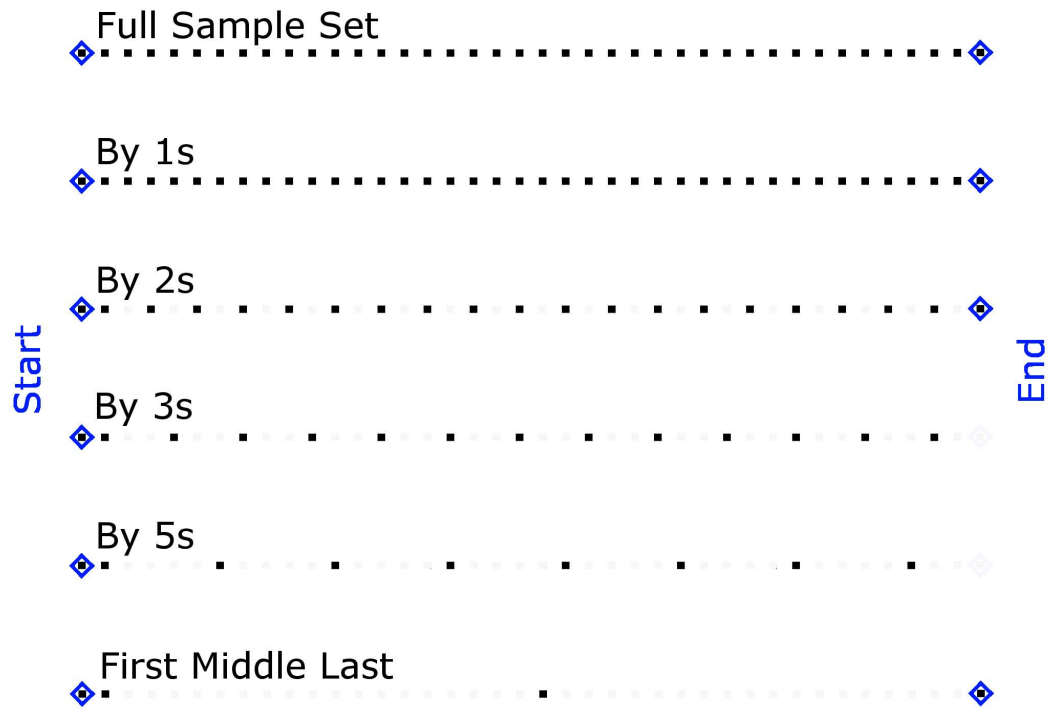 Full Sample Set
By 1s
By 2s
Start
End
By 3s
By 5s
First Middle Last